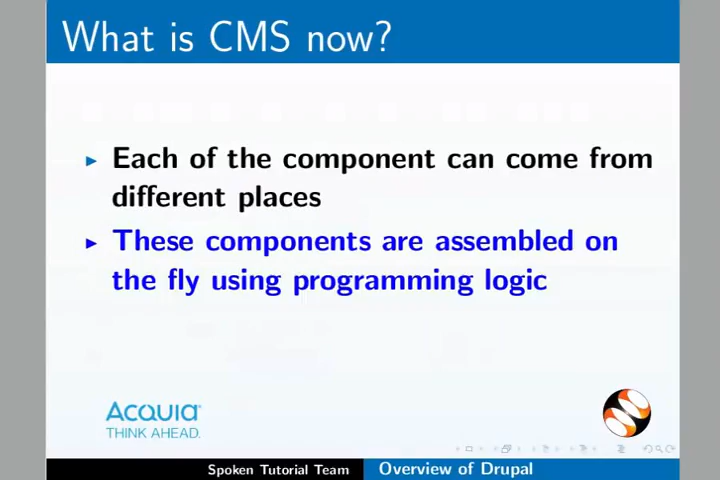 What is CMS now?
Each of the component can come from
different places
These components are assembled on
the fly using programming logic
Acquia
THINK AHEAD.
Spoken Tutorial Team
Overview of Drupal